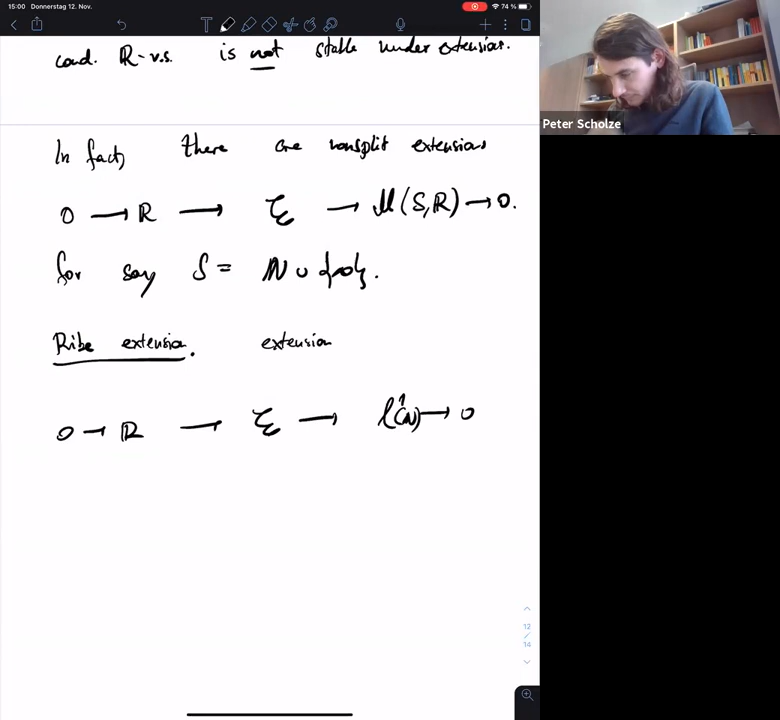 15:00 Donnerstag 12. Nov.
74 %
cond. R-v.s. is not stable under extensions.
In fact, there are nonsplit extensions
0 → ℝ → ξ → M(S,ℝ) → 0.
for say S = ℕ ∪ {∞}.
Ribe extension. extension
0 → ℝ → ξ → l¹(ℕ) → 0
12
/
14
Peter Scholze